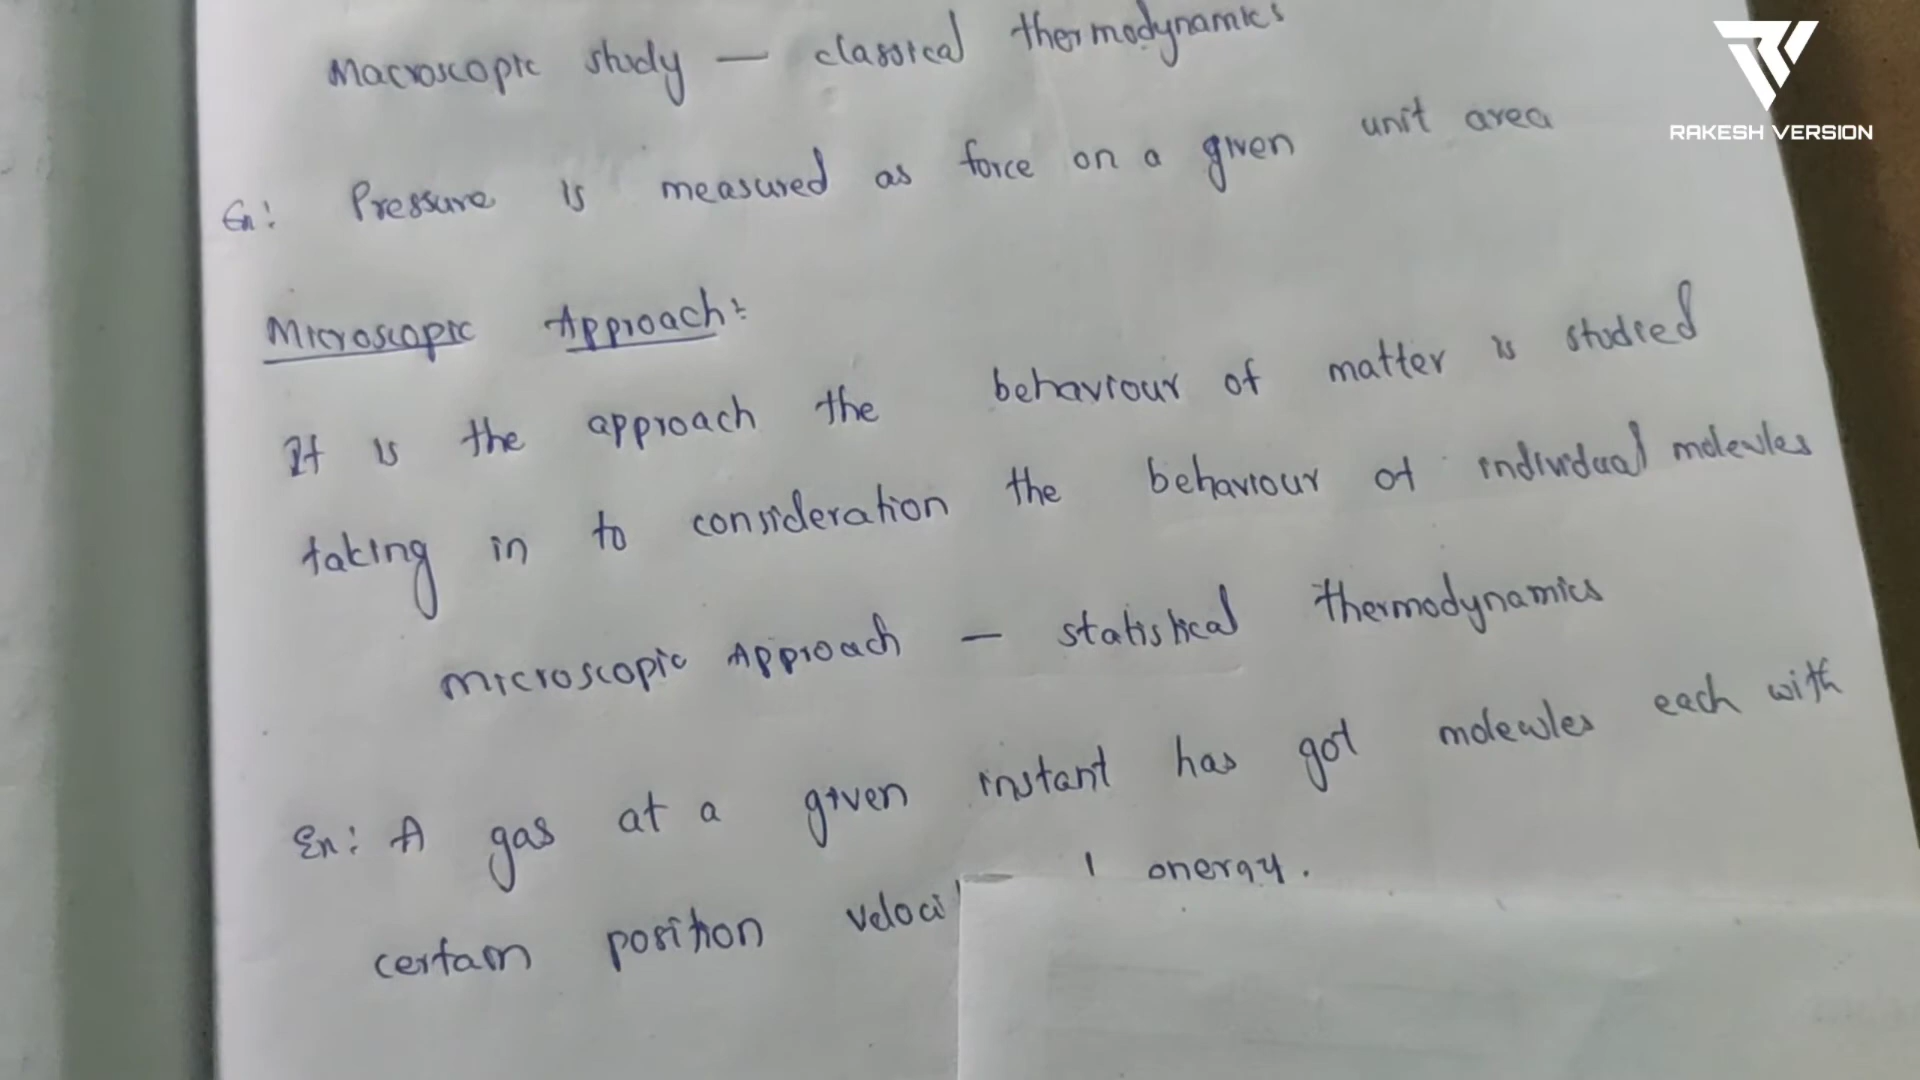 Macroscopic study — classical thermodynamics
Ex: Pressure is measured as force on a given unit area
Microscopic Approach:
It is the approach the behaviour of matter is studied
taking in to consideration the behaviour of individual molecules
microscopic Approach — statistical thermodynamics
Ex: A gas at a given instant has got molecules each with
certain position veloci energy.
RAKESH VERSION